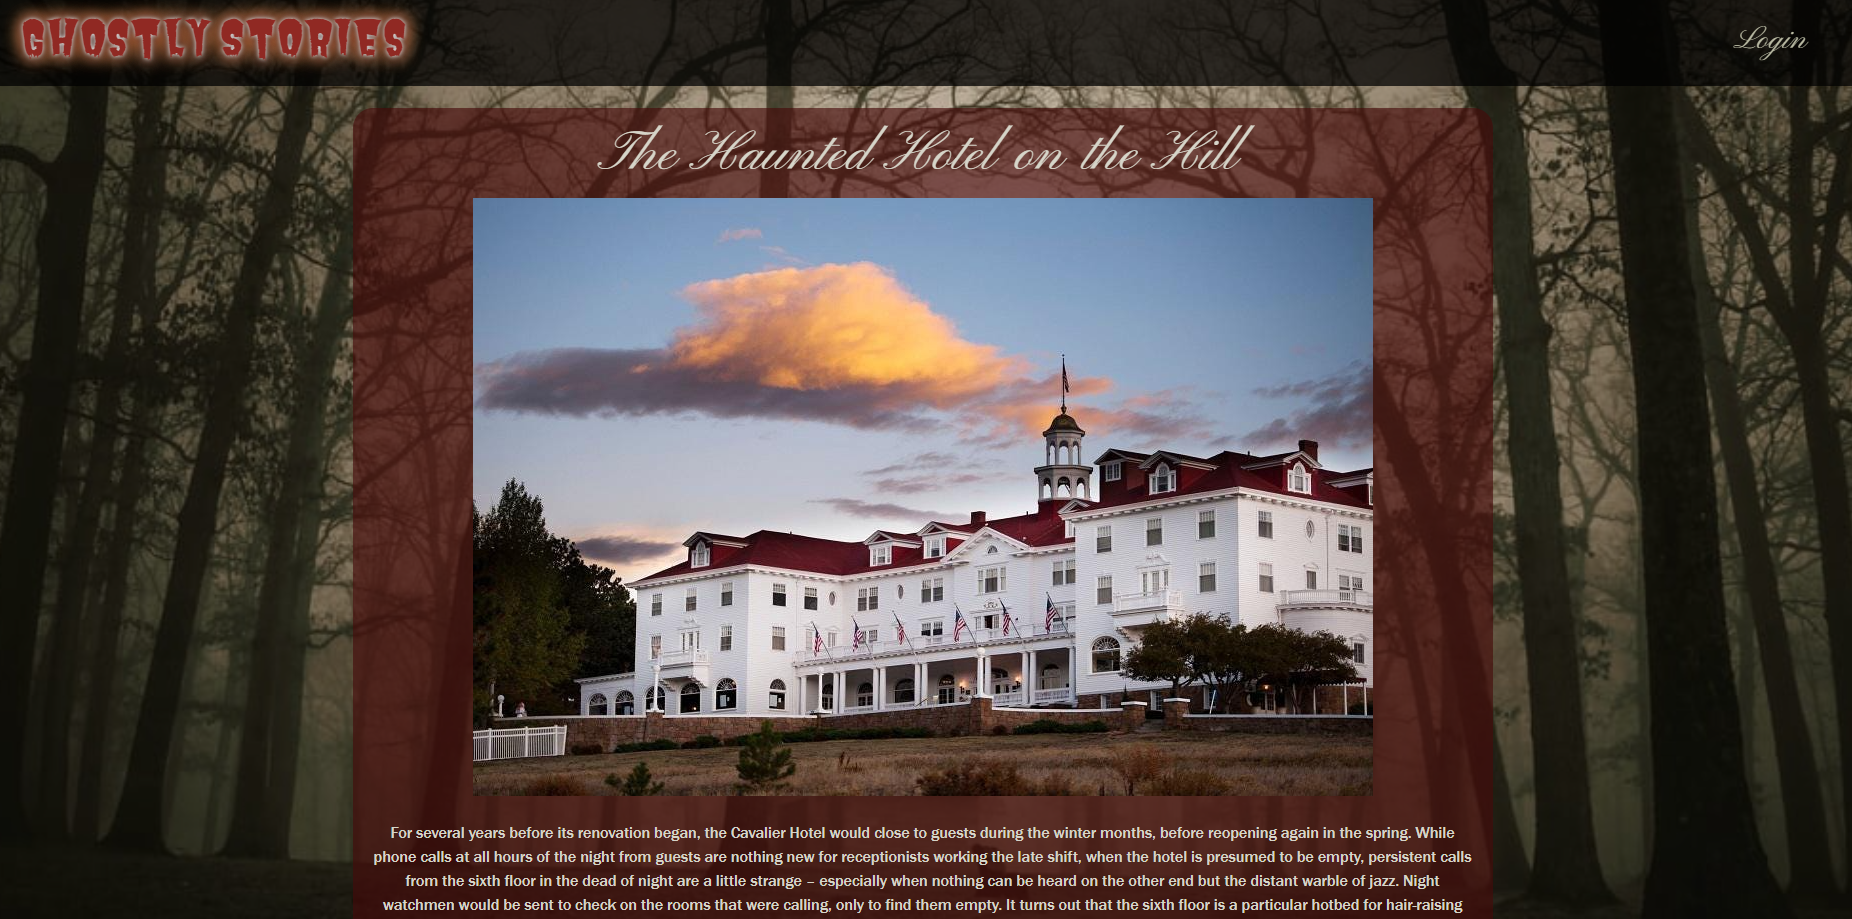 GHOSTLY STORIES
Login
The Haunted Hotel on the Hill
For several years before its renovation began, the Cavalier Hotel would close to guests during the winter months, before reopening again in the spring. While
phone calls at all hours of the night from guests are nothing new for receptionists working the late shift, when the hotel is presumed to be empty, persistent calls
from the sixth floor in the dead of night are a little strange – especially when nothing can be heard on the other end but the distant warble of jazz. Night
watchmen would be sent to check on the rooms that were calling, only to find them empty. It turns out that the sixth floor is a particular hotbed for hair-raising